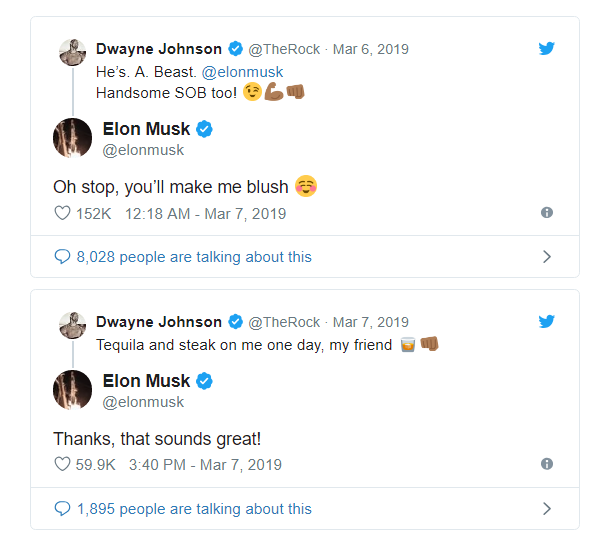 Dwayne Johnson @TheRock · Mar 6, 2019
He's. A. Beast. @elonmusk
Handsome SOB too! 😉💪🏾👊🏾
Elon Musk
@elonmusk
Oh stop, you'll make me blush ☺️
152K 12:18 AM - Mar 7, 2019
8,028 people are talking about this
Dwayne Johnson @TheRock · Mar 7, 2019
Tequila and steak on me one day, my friend 🥃👊🏾
Elon Musk
@elonmusk
Thanks, that sounds great!
59.9K 3:40 PM - Mar 7, 2019
1,895 people are talking about this